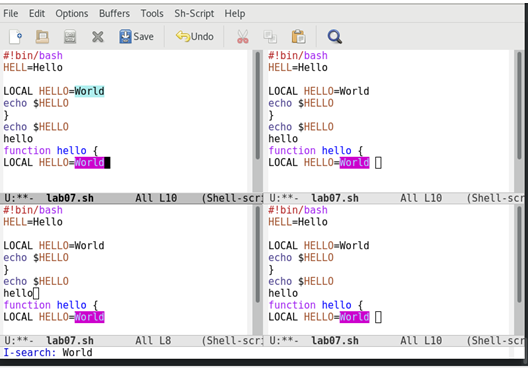 File Edit Options Buffers Tools Sh-Script Help
Save Undo
#!bin/bash
HELL=Hello
LOCAL HELLO=World
echo $HELLO
}
echo $HELLO
hello
function hello {
LOCAL HELLO=World
U:**- lab07.sh All L10 (Shell-scri
#!bin/bash
HELL=Hello
LOCAL HELLO=World
echo $HELLO
}
echo $HELLO
hello
function hello {
LOCAL HELLO=World
U:**- lab07.sh All L10 (Shell-scr
#!bin/bash
HELL=Hello
LOCAL HELLO=World
echo $HELLO
}
echo $HELLO
hello
function hello {
LOCAL HELLO=World
U:**- lab07.sh All L8 (Shell-scri
#!bin/bash
HELL=Hello
LOCAL HELLO=World
echo $HELLO
}
echo $HELLO
hello
function hello {
LOCAL HELLO=World
U:**- lab07.sh All L10 (Shell-scr
I-search: World